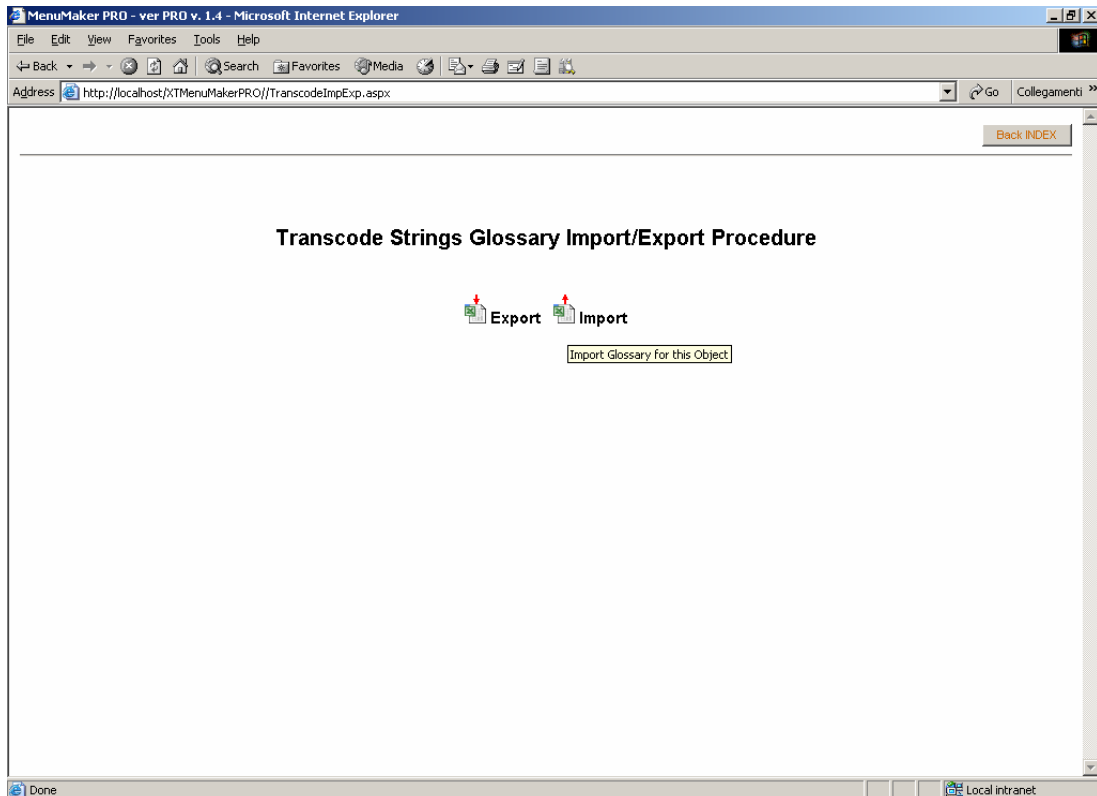 MenuMaker PRO - ver PRO v. 1.4 - Microsoft Internet Explorer
File Edit View Favorites Tools Help
Back Search Favorites Media
Address http://localhost/XTMenuMakerPRO//TranscodeImpExp.aspx Go Collegamenti »
Back INDEX
Transcode Strings Glossary Import/Export Procedure
Export Import
Import Glossary for this Object
Done Local intranet